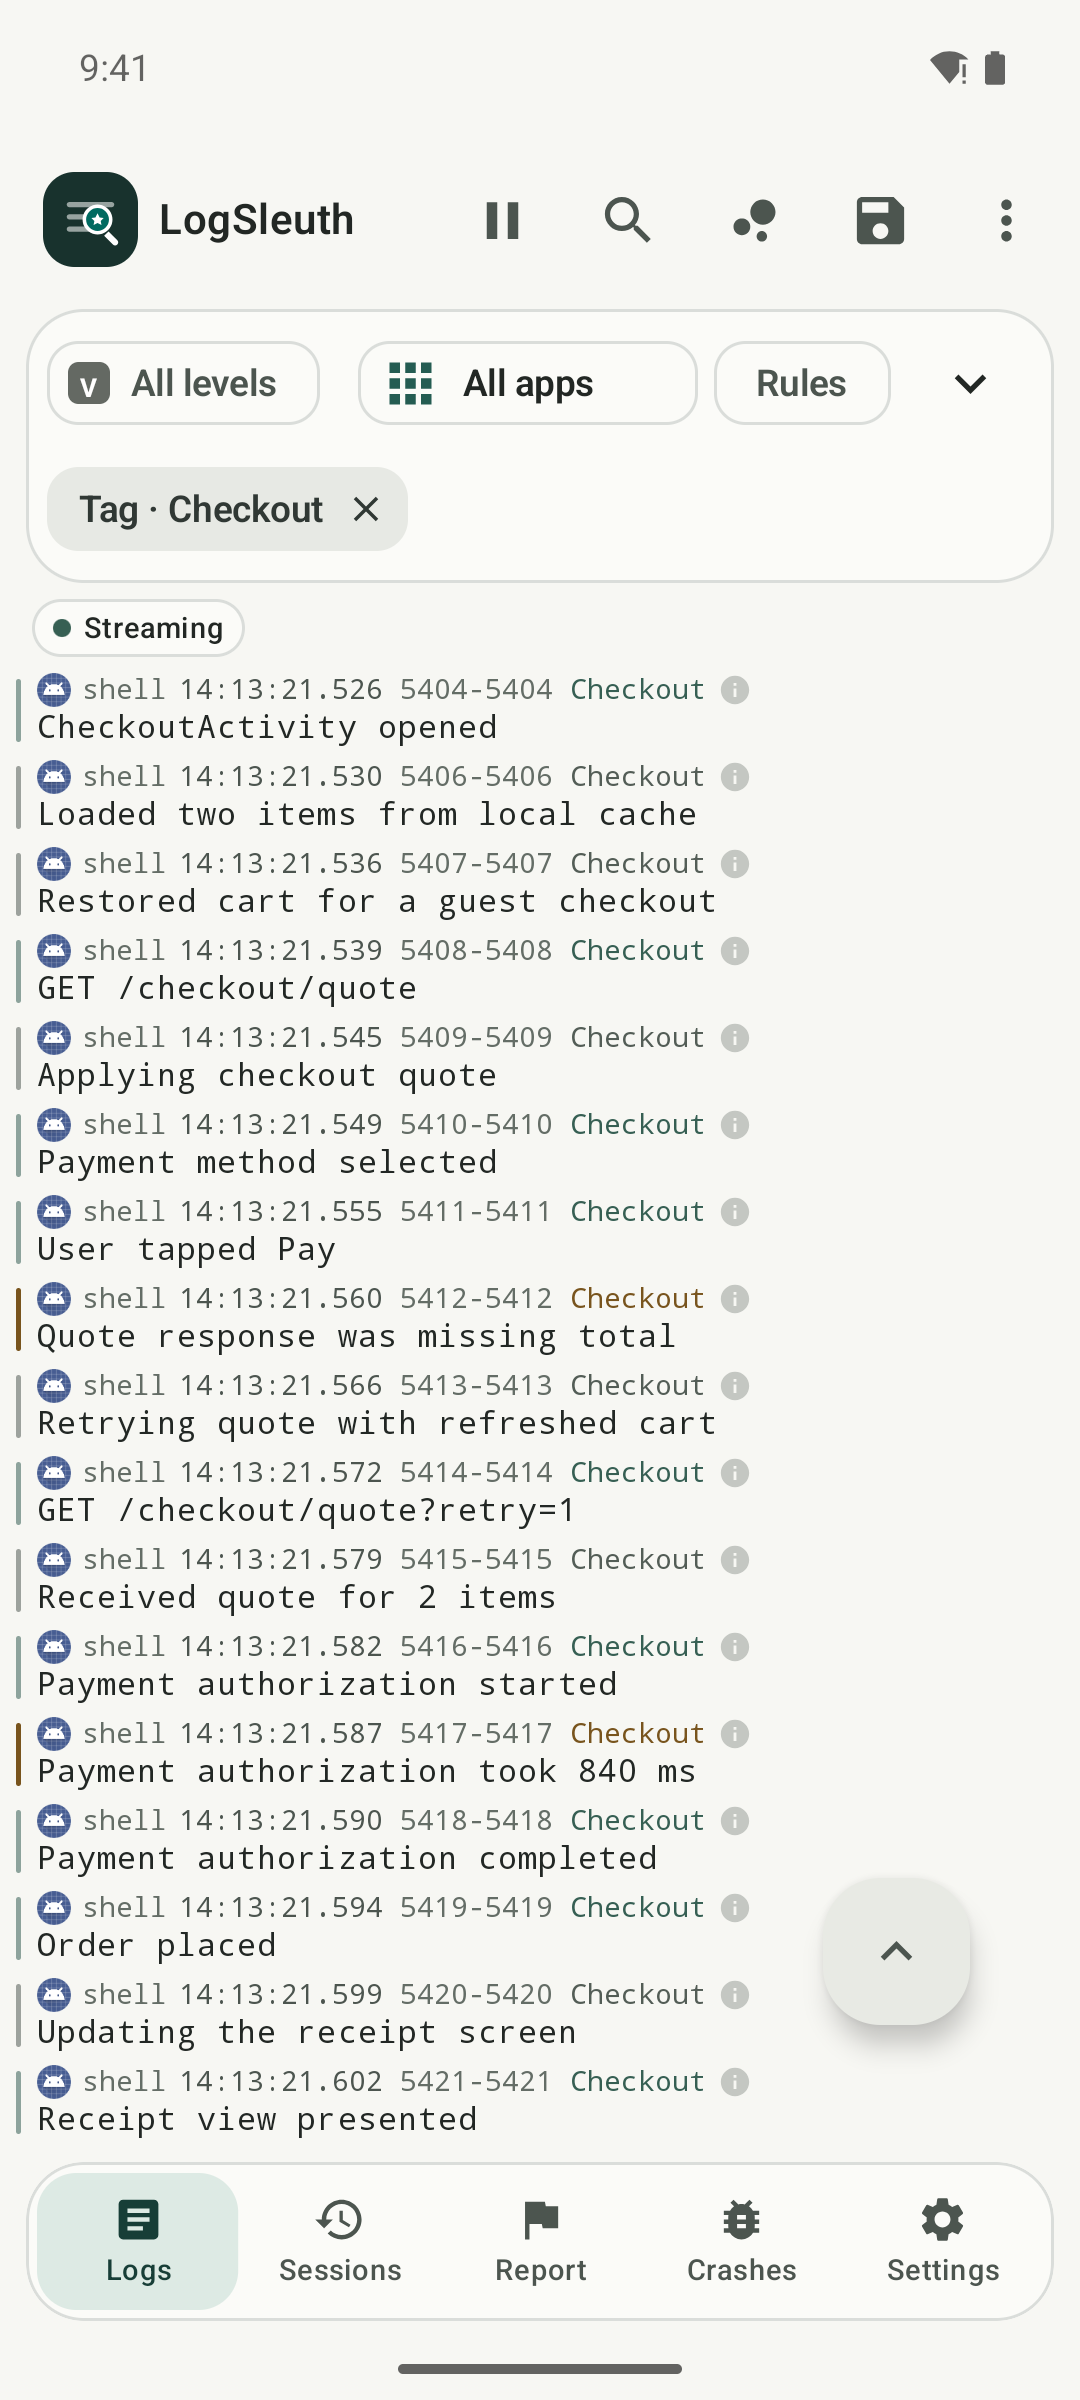 9:41
LogSleuth
V All levels
All apps
Rules
Tag · Checkout
Streaming
shell 14:13:21.526 5404-5404 Checkout
CheckoutActivity opened
shell 14:13:21.530 5406-5406 Checkout
Loaded two items from local cache
shell 14:13:21.536 5407-5407 Checkout
Restored cart for a guest checkout
shell 14:13:21.539 5408-5408 Checkout
GET /checkout/quote
shell 14:13:21.545 5409-5409 Checkout
Applying checkout quote
shell 14:13:21.549 5410-5410 Checkout
Payment method selected
shell 14:13:21.555 5411-5411 Checkout
User tapped Pay
shell 14:13:21.560 5412-5412 Checkout
Quote response was missing total
shell 14:13:21.566 5413-5413 Checkout
Retrying quote with refreshed cart
shell 14:13:21.572 5414-5414 Checkout
GET /checkout/quote?retry=1
shell 14:13:21.579 5415-5415 Checkout
Received quote for 2 items
shell 14:13:21.582 5416-5416 Checkout
Payment authorization started
shell 14:13:21.587 5417-5417 Checkout
Payment authorization took 840 ms
shell 14:13:21.590 5418-5418 Checkout
Payment authorization completed
shell 14:13:21.594 5419-5419 Checkout
Order placed
shell 14:13:21.599 5420-5420 Checkout
Updating the receipt screen
shell 14:13:21.602 5421-5421 Checkout
Receipt view presented
Logs
Sessions
Report
Crashes
Settings